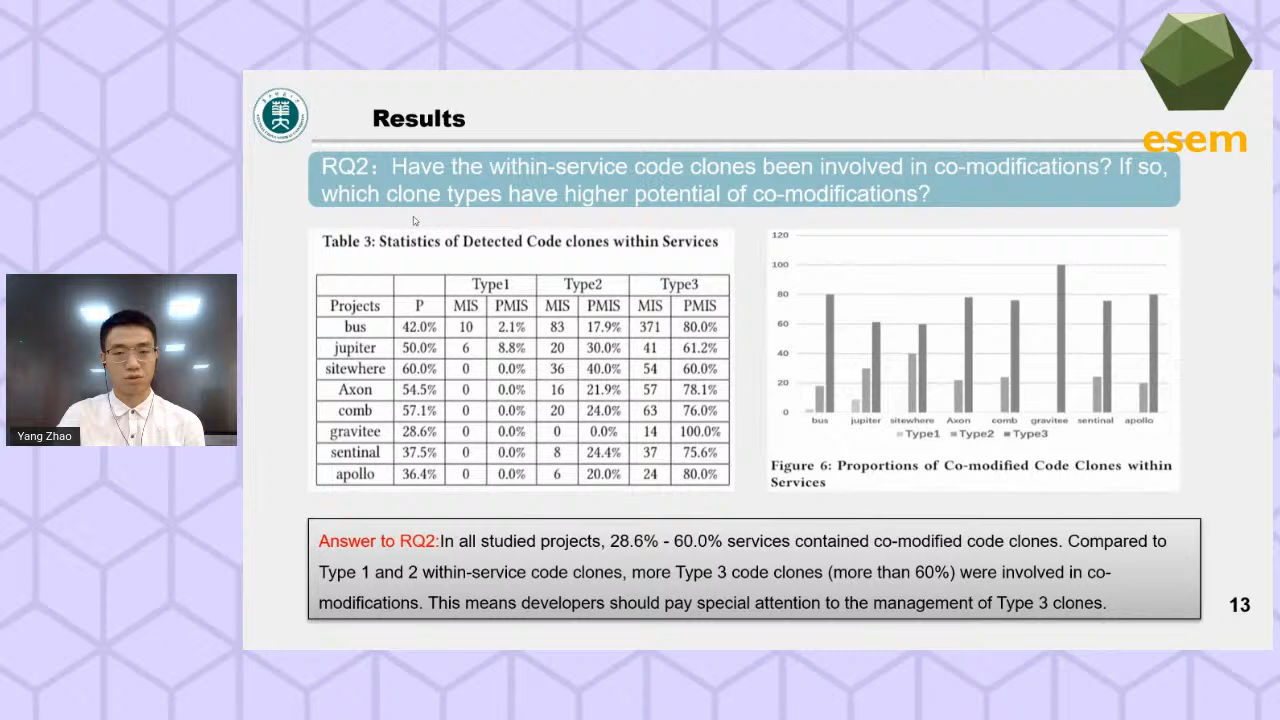 esem
Results
RQ2: Have the within-service code clones been involved in co-modifications? If so,
which clone types have higher potential of co-modifications?
Table 3: Statistics of Detected Code clones within Services
Type1 Type2 Type3
Projects P MIS PMIS MIS PMIS MIS PMIS
bus 42.0% 10 2.1% 83 17.9% 371 80.0%
jupiter 50.0% 6 8.8% 20 30.0% 41 61.2%
sitewhere 60.0% 0 0.0% 36 40.0% 54 60.0%
Axon 54.5% 0 0.0% 16 21.9% 57 78.1%
comb 57.1% 0 0.0% 20 24.0% 63 76.0%
gravitee 28.6% 0 0.0% 0 0.0% 14 100.0%
sentinal 37.5% 0 0.0% 8 24.4% 37 75.6%
apollo 36.4% 0 0.0% 6 20.0% 24 80.0%
120
100
80
60
40
20
0
bus jupiter sitewhere Axon comb gravitee sentinal apollo
Type1 Type2 Type3
Figure 6: Proportions of Co-modified Code Clones within
Services
Yang Zhao
Answer to RQ2:In all studied projects, 28.6% - 60.0% services contained co-modified code clones. Compared to
Type 1 and 2 within-service code clones, more Type 3 code clones (more than 60%) were involved in co-
modifications. This means developers should pay special attention to the management of Type 3 clones.
13